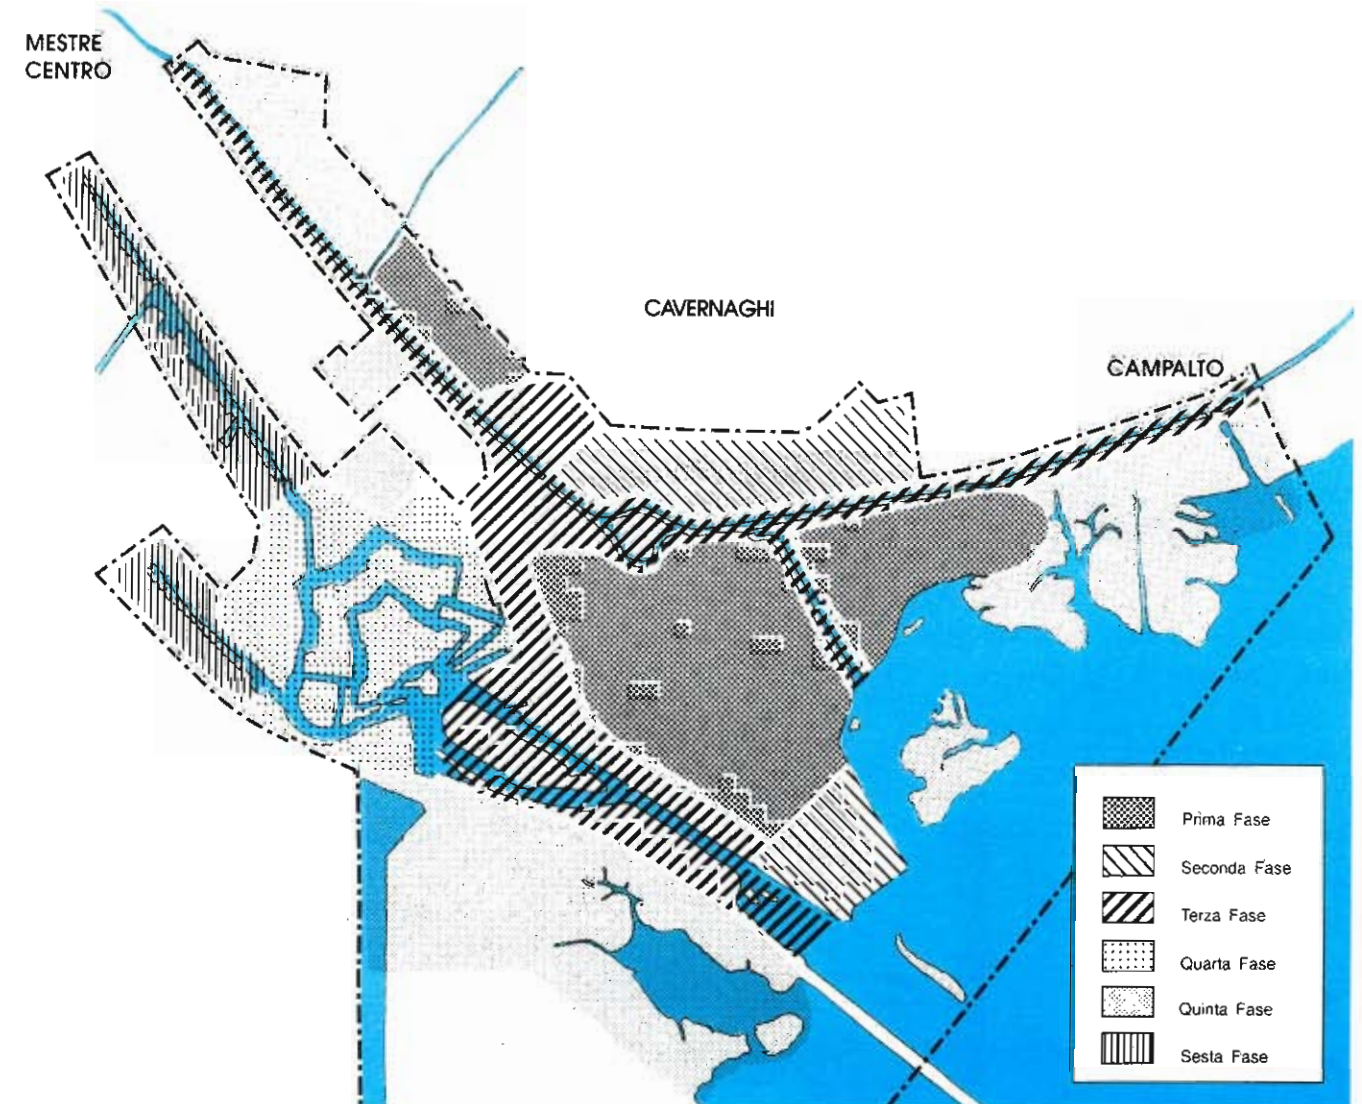 MESTRE
CENTRO
CAVERNAGHI
CAMPALTO
Prima Fase
Seconda Fase
Terza Fase
Quarta Fase
Quinta Fase
Sesta Fase